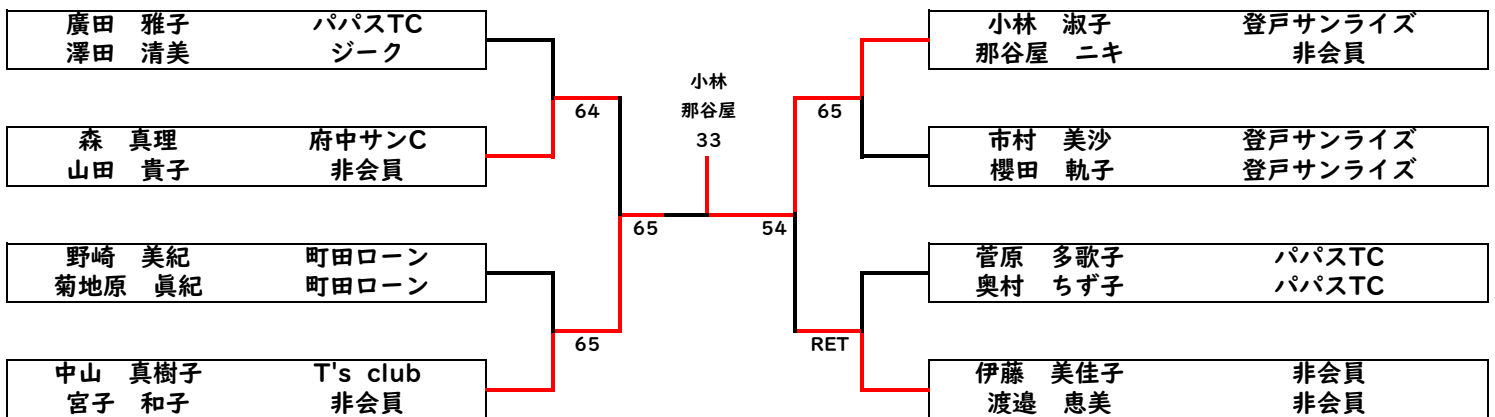 廣田 雅子 パパスTC
澤田 清美 ジーク
森 真理 府中サンC
山田 貴子 非会員
野崎 美紀 町田ローン
菊地原 眞紀 町田ローン
中山 真樹子 T's club
宮子 和子 非会員
64
65
65
小林
那谷屋
33
54
65
RET
小林 淑子 登戸サンライズ
那谷屋 ニキ 非会員
市村 美沙 登戸サンライズ
櫻田 軌子 登戸サンライズ
菅原 多歌子 パパスTC
奥村 ちず子 パパスTC
伊藤 美佳子 非会員
渡邉 恵美 非会員